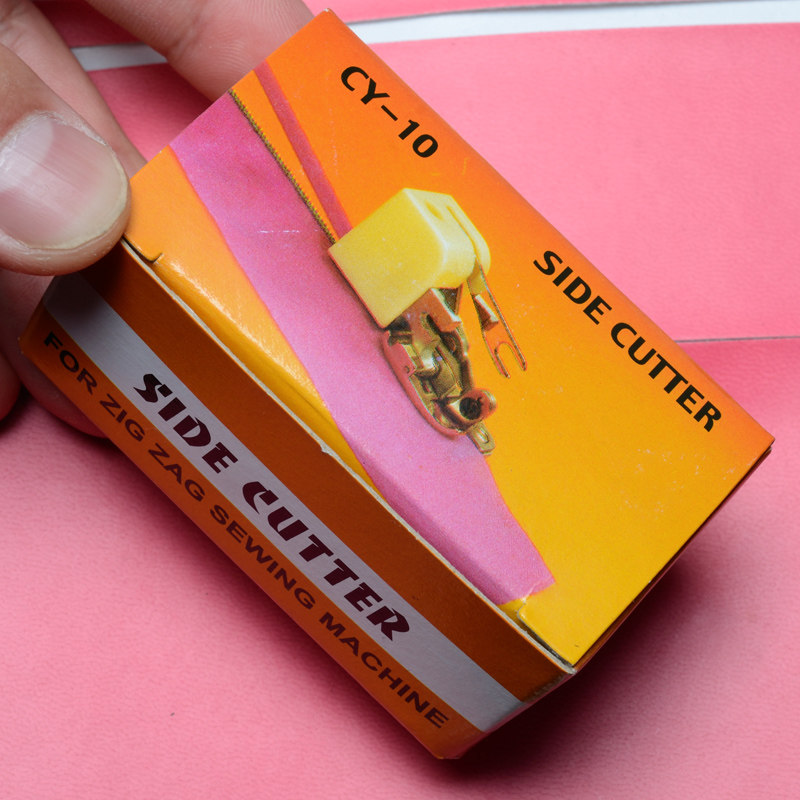 CY-10
SIDE CUTTER
SIDE CUTTER
FOR ZIG ZAG SEWING MACHINE